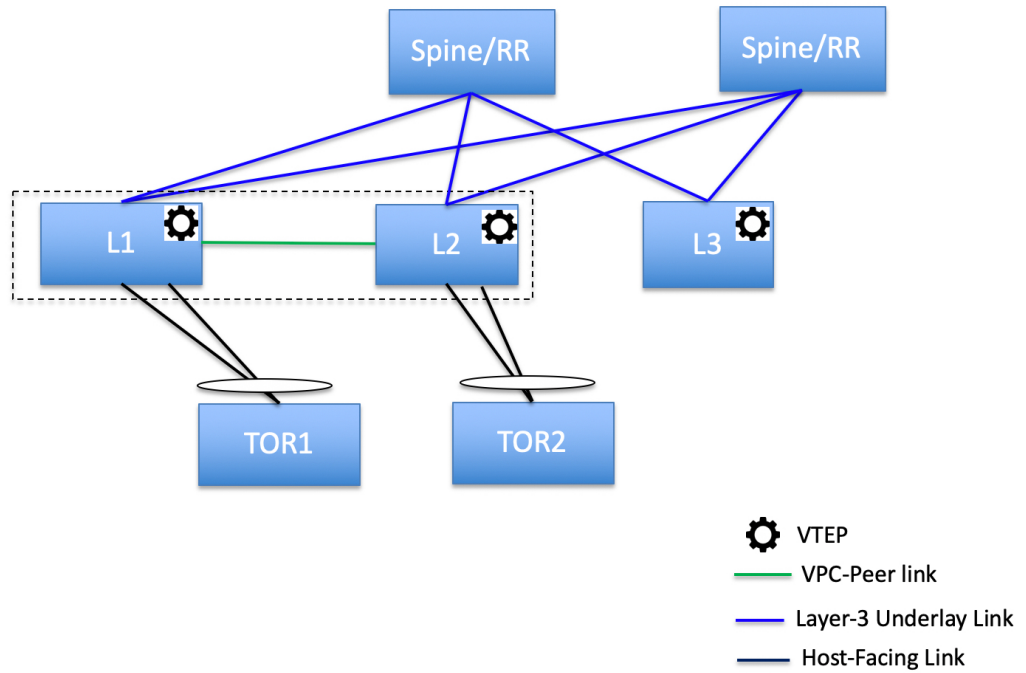 Spine/RR
Spine/RR
L1
L2
L3
TOR1
TOR2
VTEP
VPC-Peer link
Layer-3 Underlay Link
Host-Facing Link